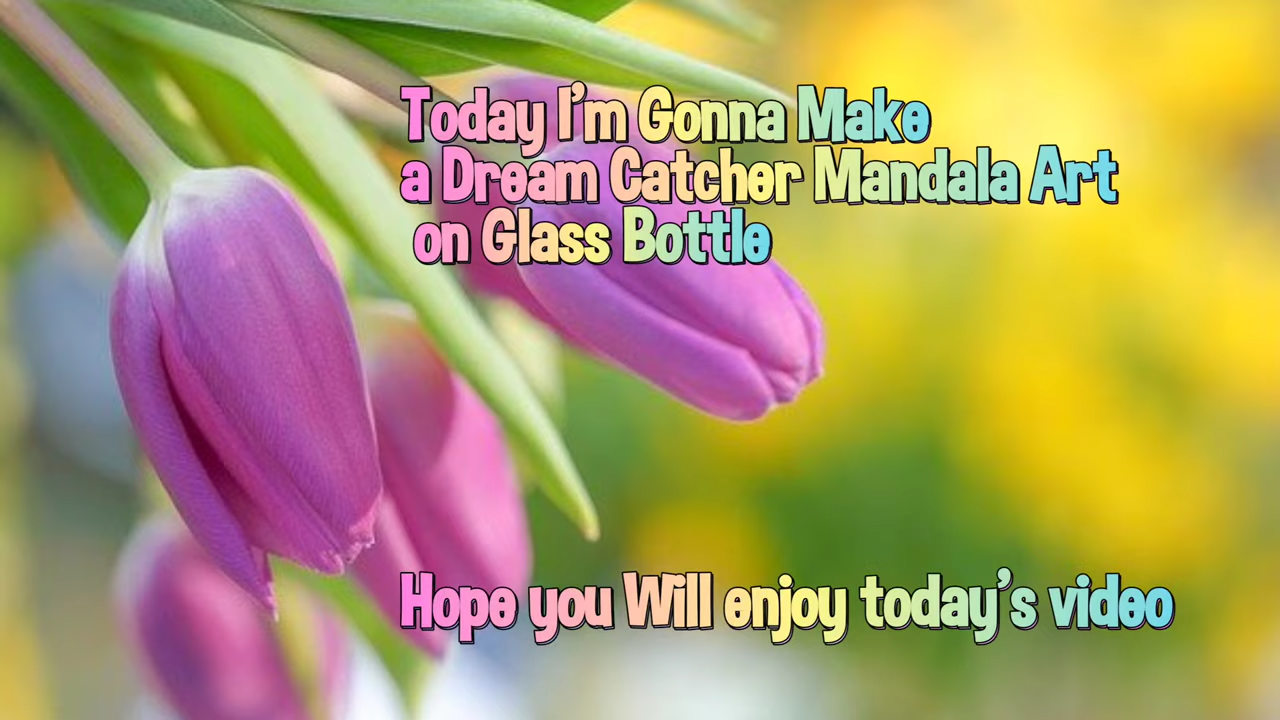 Today I'm Gonna Make
a Dream Catcher Mandala Art
on Glass Bottle
Hope you Will enjoy today's video